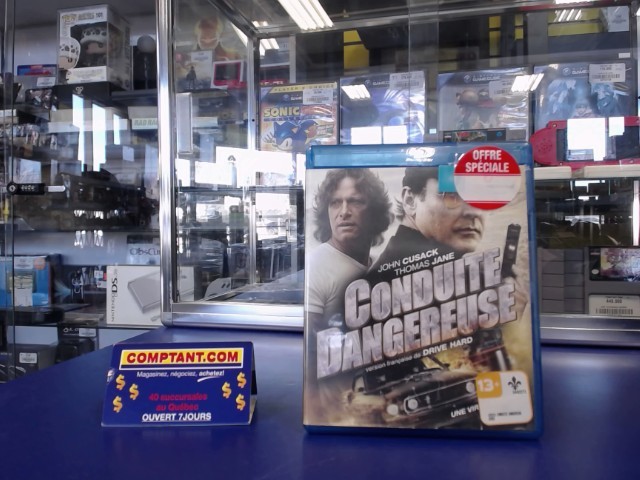 SONIC
OFFRE
SPÉCIALE
JOHN CUSACK
THOMAS JANE
CONDUITE
DANGEREUSE
version française de DRIVE HARD
13+
UNE VIR
COMPTANT.COM
Magasinez, négociez, achetez!
40 succursales
au Québec
OUVERT 7JOURS